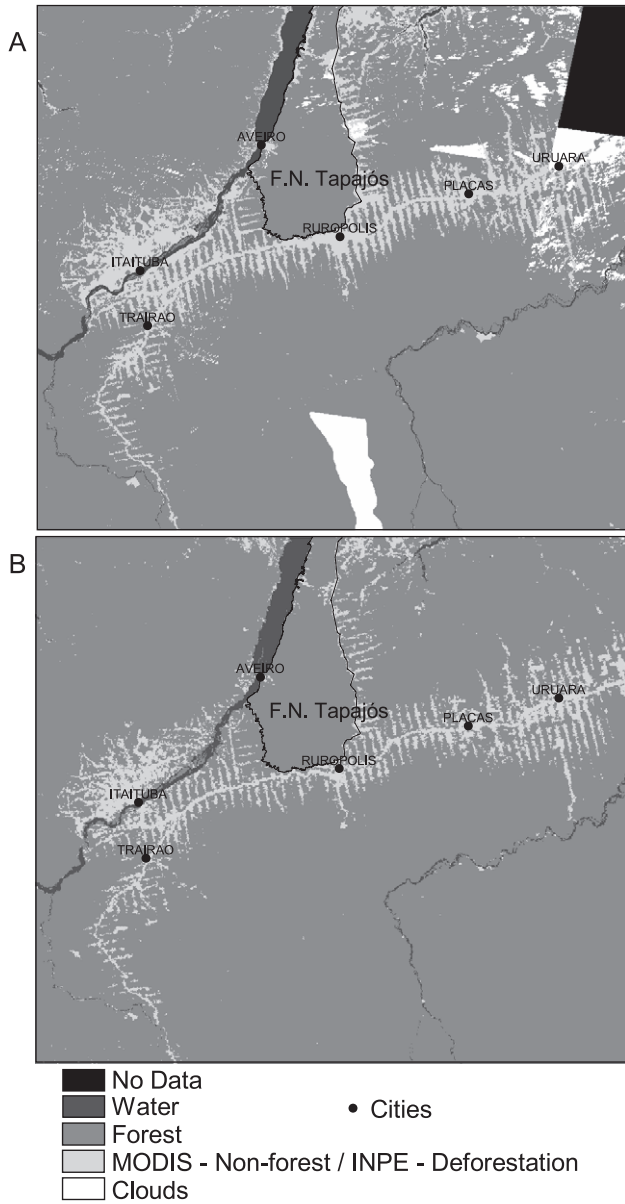 A
AVEIRO
F.N. Tapajós
URUARA
PLACAS
RUROPOLIS
ITAITUBA
TRAIRAO
B
AVEIRO
F.N. Tapajós
URUARA
PLACAS
RUROPOLIS
ITAITUBA
TRAIRAO
No Data
Water
• Cities
Forest
MODIS - Non-forest / INPE - Deforestation
Clouds